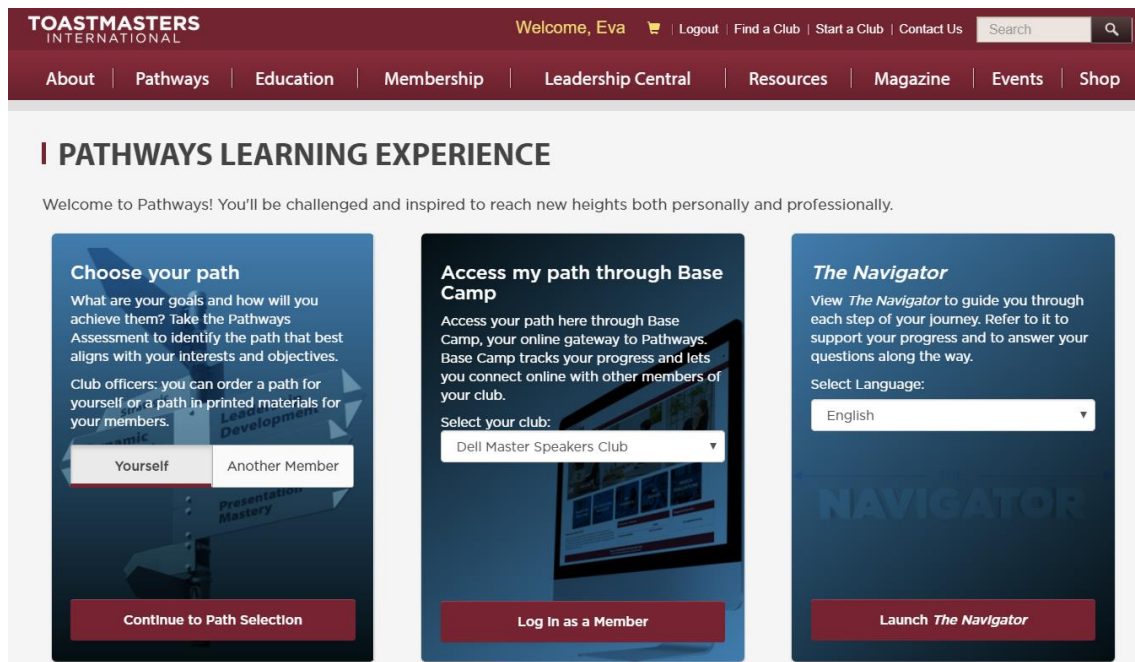 TOASTMASTERS
INTERNATIONAL
Welcome, Eva | Logout | Find a Club | Start a Club | Contact Us
Search
About | Pathways | Education | Membership | Leadership Central | Resources | Magazine | Events | Shop
PATHWAYS LEARNING EXPERIENCE
Welcome to Pathways! You'll be challenged and inspired to reach new heights both personally and professionally.
Choose your path
What are your goals and how will you
achieve them? Take the Pathways
Assessment to identify the path that best
aligns with your interests and objectives.
Club officers: you can order a path for
yourself or a path in printed materials for
your members.
Leadership
Development
Yourself
Another Member
Presentation
Mastery
Continue to Path Selection
Access my path through Base
Camp
Access your path here through Base
Camp, your online gateway to Pathways.
Base Camp tracks your progress and lets
you connect online with other members of
your club.
Select your club:
Dell Master Speakers Club
Log in as a Member
The Navigator
View The Navigator to guide you through
each step of your journey. Refer to it to
support your progress and to answer your
questions along the way.
Select Language:
English
THE
NAVIGATOR
Launch The Navigator